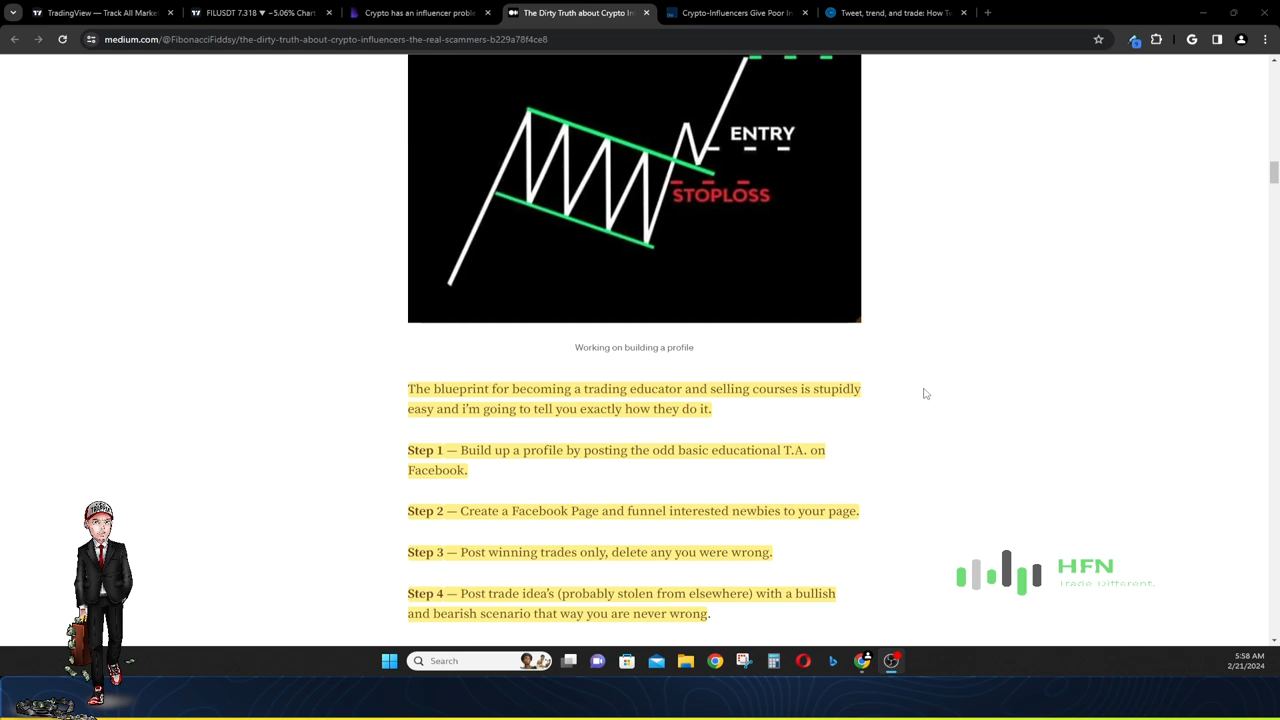 TradingView — Track All Marke
FILUSDT 7.318 ▼ −5.06% Chart
Crypto has an influencer proble
The Dirty Truth about Crypto In
Crypto-Influencers Give Poor In
Tweet, trend, and trade: How Tw
medium.com/@FibonacciFiddsy/the-dirty-truth-about-crypto-influencers-the-real-scammers-b229a78f4ce8
ENTRY
STOPLOSS
Working on building a profile
The blueprint for becoming a trading educator and selling courses is stupidly
easy and i'm going to tell you exactly how they do it.
Step 1 — Build up a profile by posting the odd basic educational T.A. on
Facebook.
Step 2 — Create a Facebook Page and funnel interested newbies to your page.
Step 3 — Post winning trades only, delete any you were wrong.
Step 4 — Post trade idea's (probably stolen from elsewhere) with a bullish
and bearish scenario that way you are never wrong.
HFN
Trade Different.
Search
5:58 AM
2/21/2024